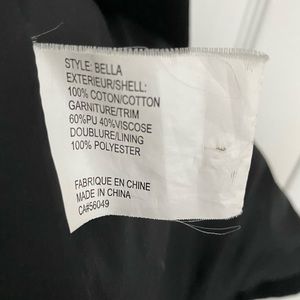 STYLE: BELLA
EXTERIEUR/SHELL:
100% COTON/COTTON
GARNITURE/TRIM
60%PU 40%VISCOSE
DOUBLURE/LINING
100% POLYESTER
FABRIQUE EN CHINE
MADE IN CHINA
CA#56049